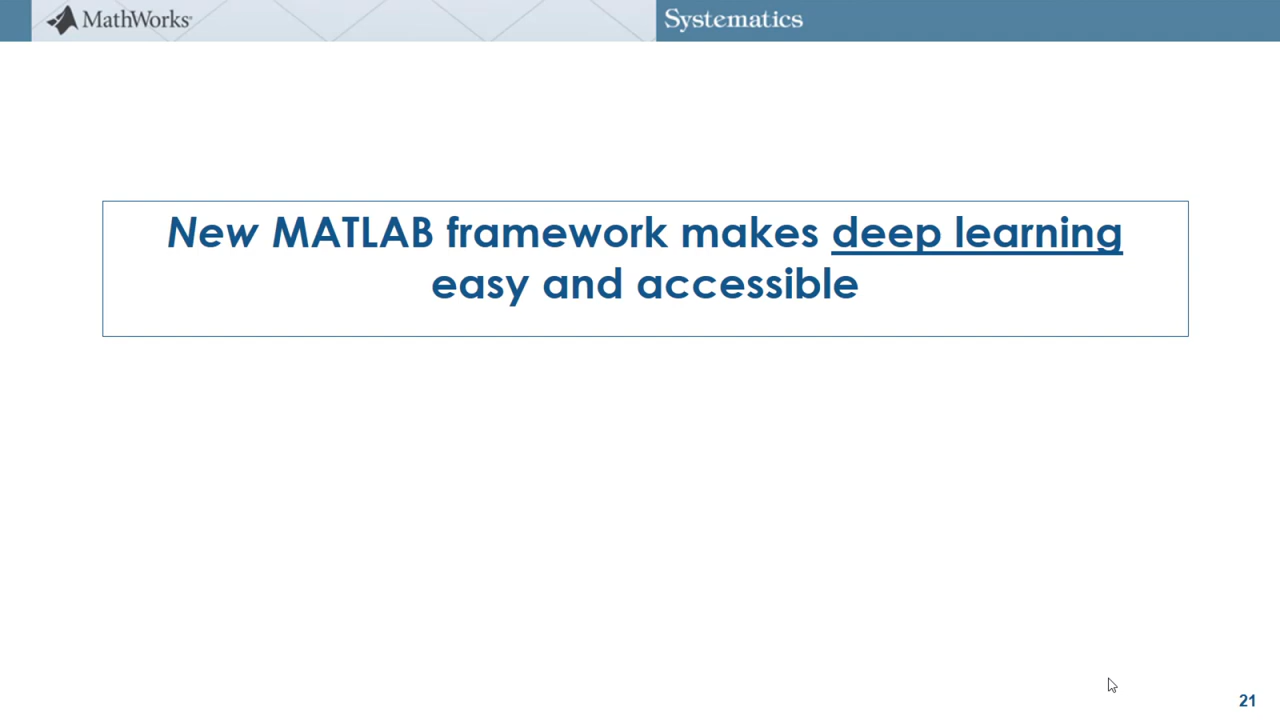 MathWorks®
Systematics
New MATLAB framework makes deep learning
easy and accessible
21